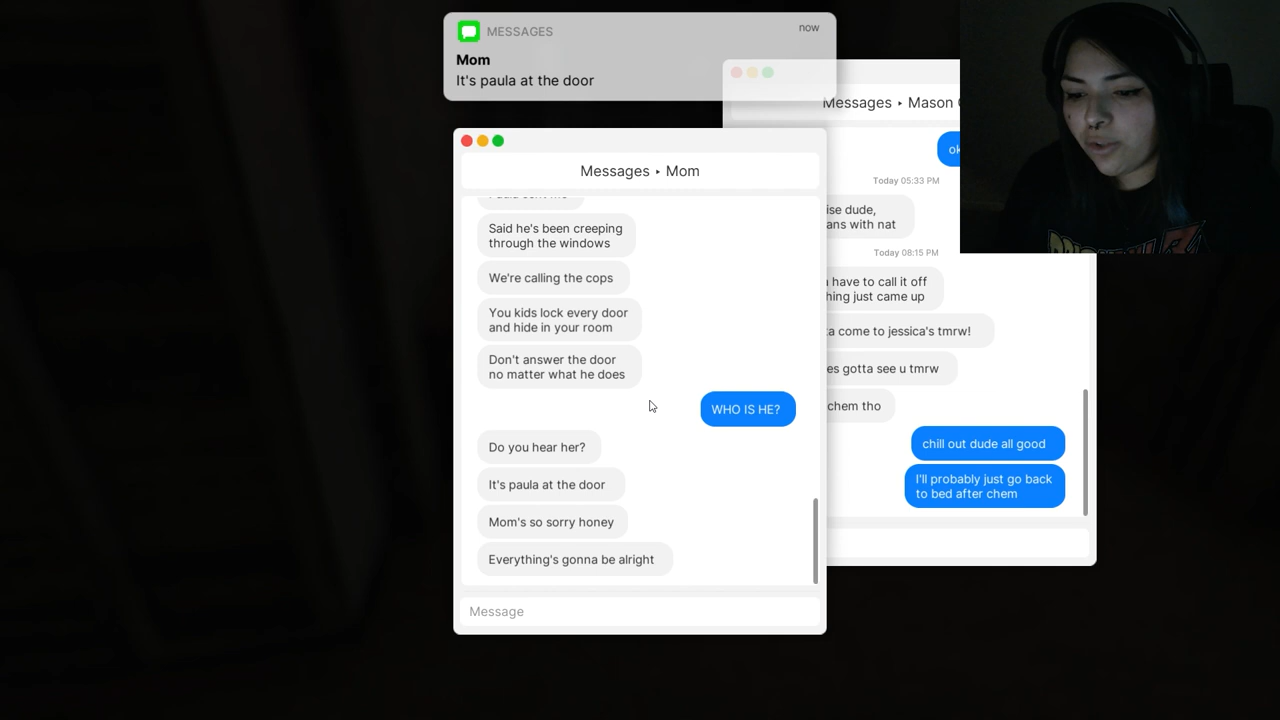 MESSAGES
now
Mom
It's paula at the door
Messages ‣ Mom
Said he's been creeping
through the windows
We're calling the cops
You kids lock every door
and hide in your room
Don't answer the door
no matter what he does
WHO IS HE?
Do you hear her?
It's paula at the door
Mom's so sorry honey
Everything's gonna be alright
Message
Messages ‣ Mason
ok
Today 05:33 PM
dude,
with nat
Today 08:15 PM
have to call it off
just came up
come to jessica's tmrw!
gotta see u tmrw
chem tho
chill out dude all good
I'll probably just go back
to bed after chem